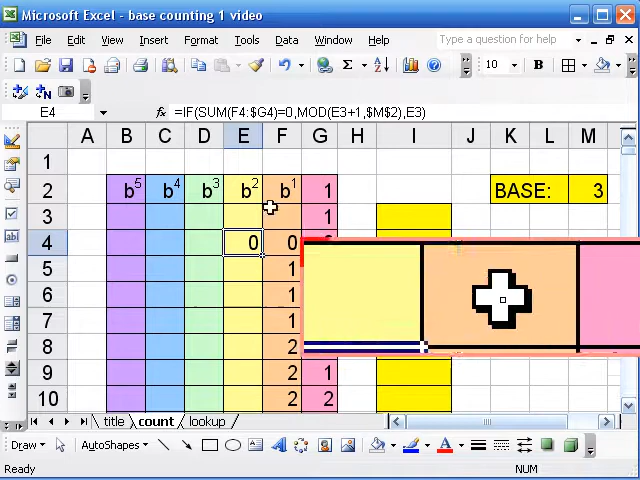 Microsoft Excel - base counting 1 video
File Edit View Insert Format Tools Data Window Help Type a question for help
10 B
E4 fx =IF(SUM(F4:$G4)=0,MOD(E3+1,$M$2),E3)
A B C D E F G H I J K L M
1
2 b5 b4 b3 b2 b1 1 BASE: 3
3 1
4 0 0
5 1
6 1
7 1
8 2
9 2 1
10 2 2
title count lookup
Draw AutoShapes
Ready NUM